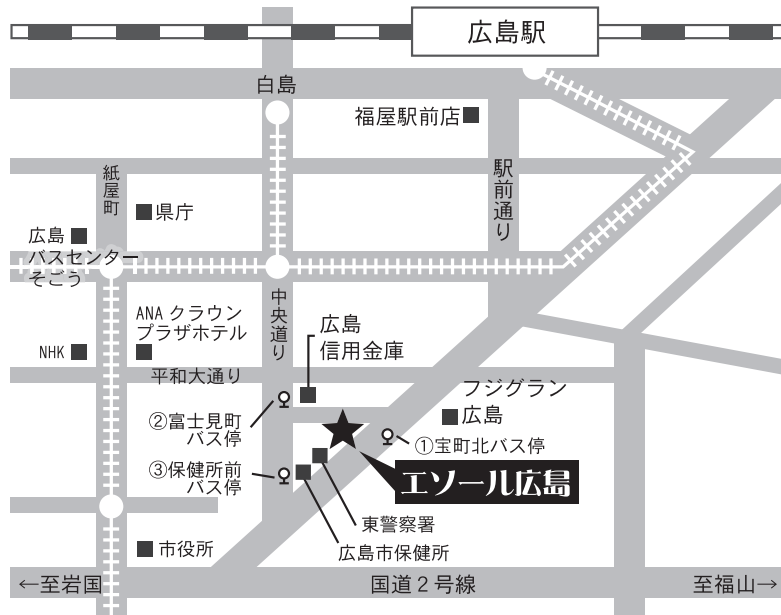 広島駅
白島
福屋駅前店
紙屋町
県庁
駅前通り
広島
バスセンター
そごう
中央通り
ANA クラウン
プラザホテル
広島
信用金庫
NHK
平和大通り
フジグラン
広島
②富士見町
バス停
①宝町北バス停
③保健所前
バス停
エソール広島
東警察署
広島市保健所
市役所
←至岩国
国道2号線
至福山→